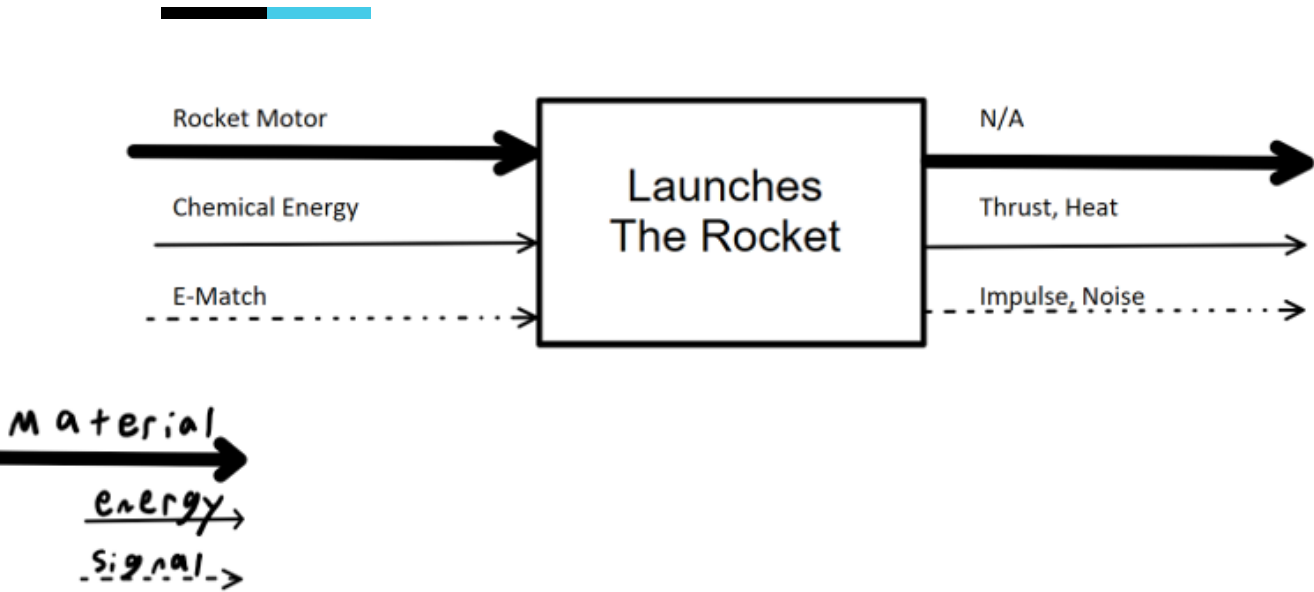 Rocket Motor
Chemical Energy
E-Match
Launches
The Rocket
N/A
Thrust, Heat
Impulse, Noise
Material
energy
signal